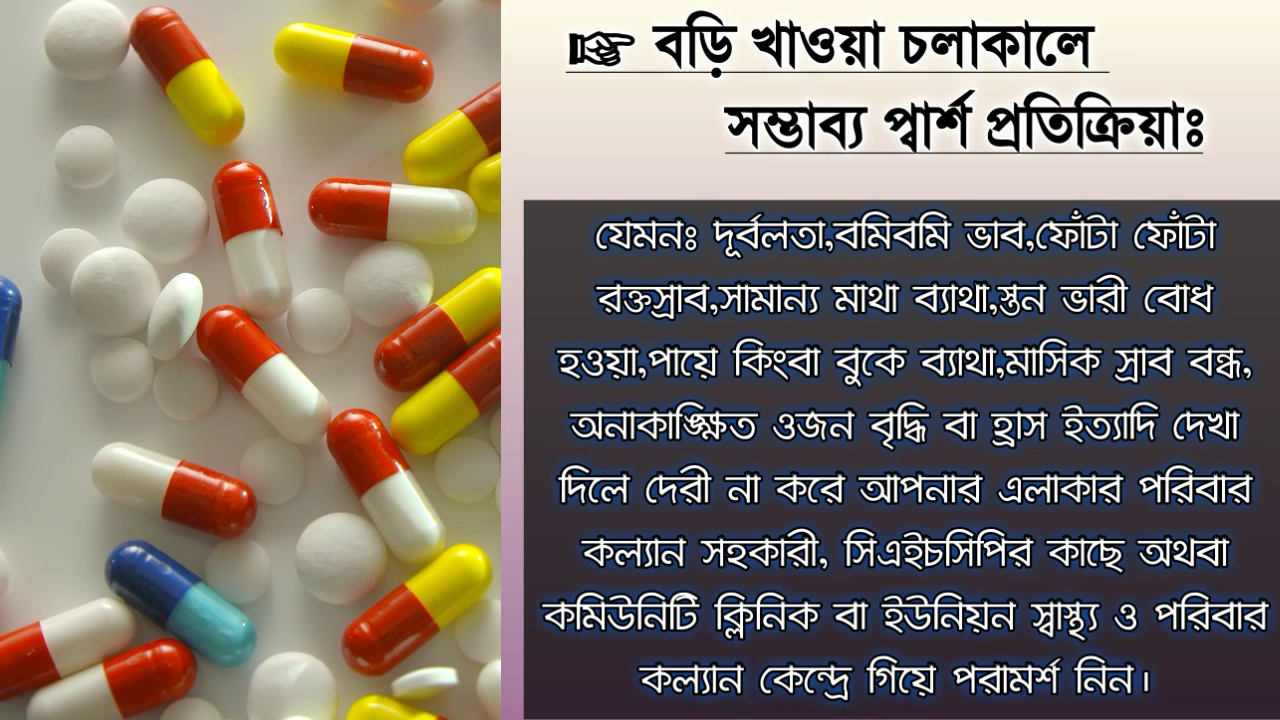 ☞ বড়ি খাওয়া চলাকালে
সম্ভাব্য প্বার্শ প্রতিক্রিয়াঃ
যেমনঃ দূর্বলতা,বমিবমি ভাব,ফোঁটা ফোঁটা
রক্তস্রাব,সামান্য মাথা ব্যাথা,স্তন ভারী বোধ
হওয়া,পায়ে কিংবা বুকে ব্যাথা,মাসিক স্রাব বন্ধ,
অনাকাঙ্ক্ষিত ওজন বৃদ্ধি বা হ্রাস ইত্যাদি দেখা
দিলে দেরী না করে আপনার এলাকার পরিবার
কল্যান সহকারী, সিএইচসিপির কাছে অথবা
কমিউনিটি ক্লিনিক বা ইউনিয়ন স্বাস্থ্য ও পরিবার
কল্যান কেন্দ্রে গিয়ে পরামর্শ নিন।